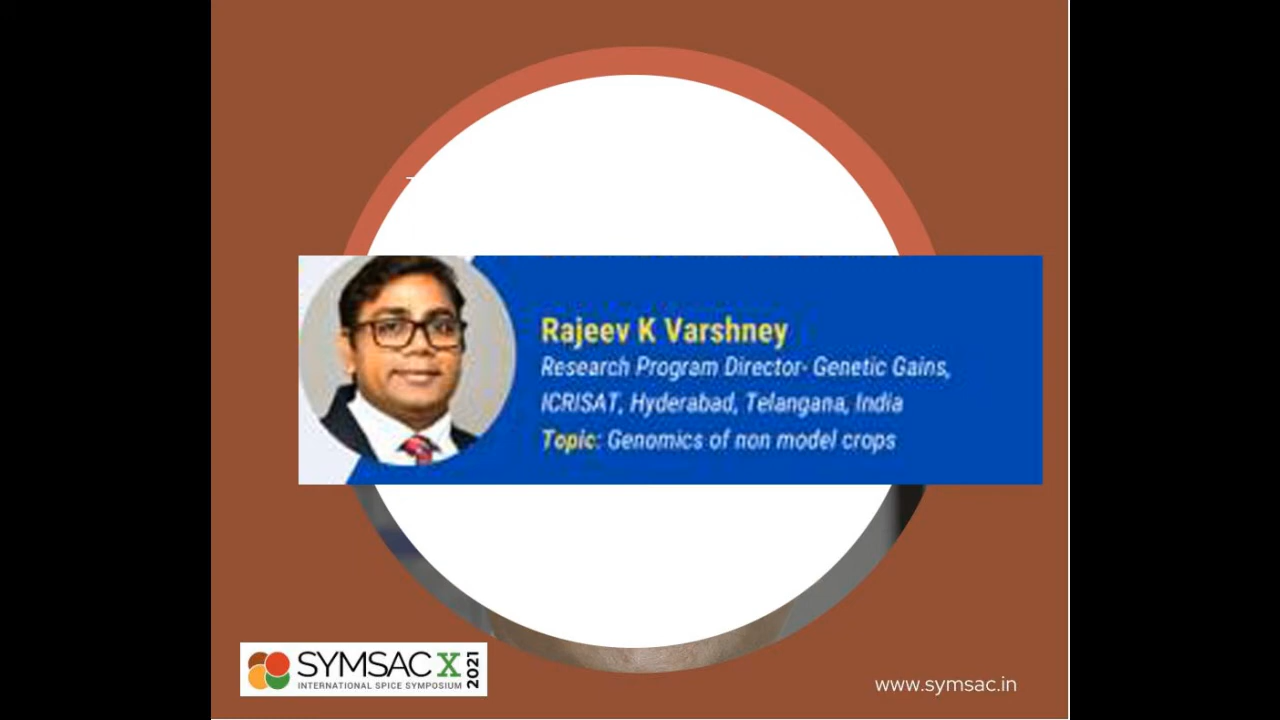 Rajeev K Varshney
Research Program Director- Genetic Gains,
ICRISAT, Hyderabad, Telangana, India
Topic: Genomics of non model crops
SYMSAC X 2021
INTERNATIONAL SPICE SYMPOSIUM
www.symsac.in